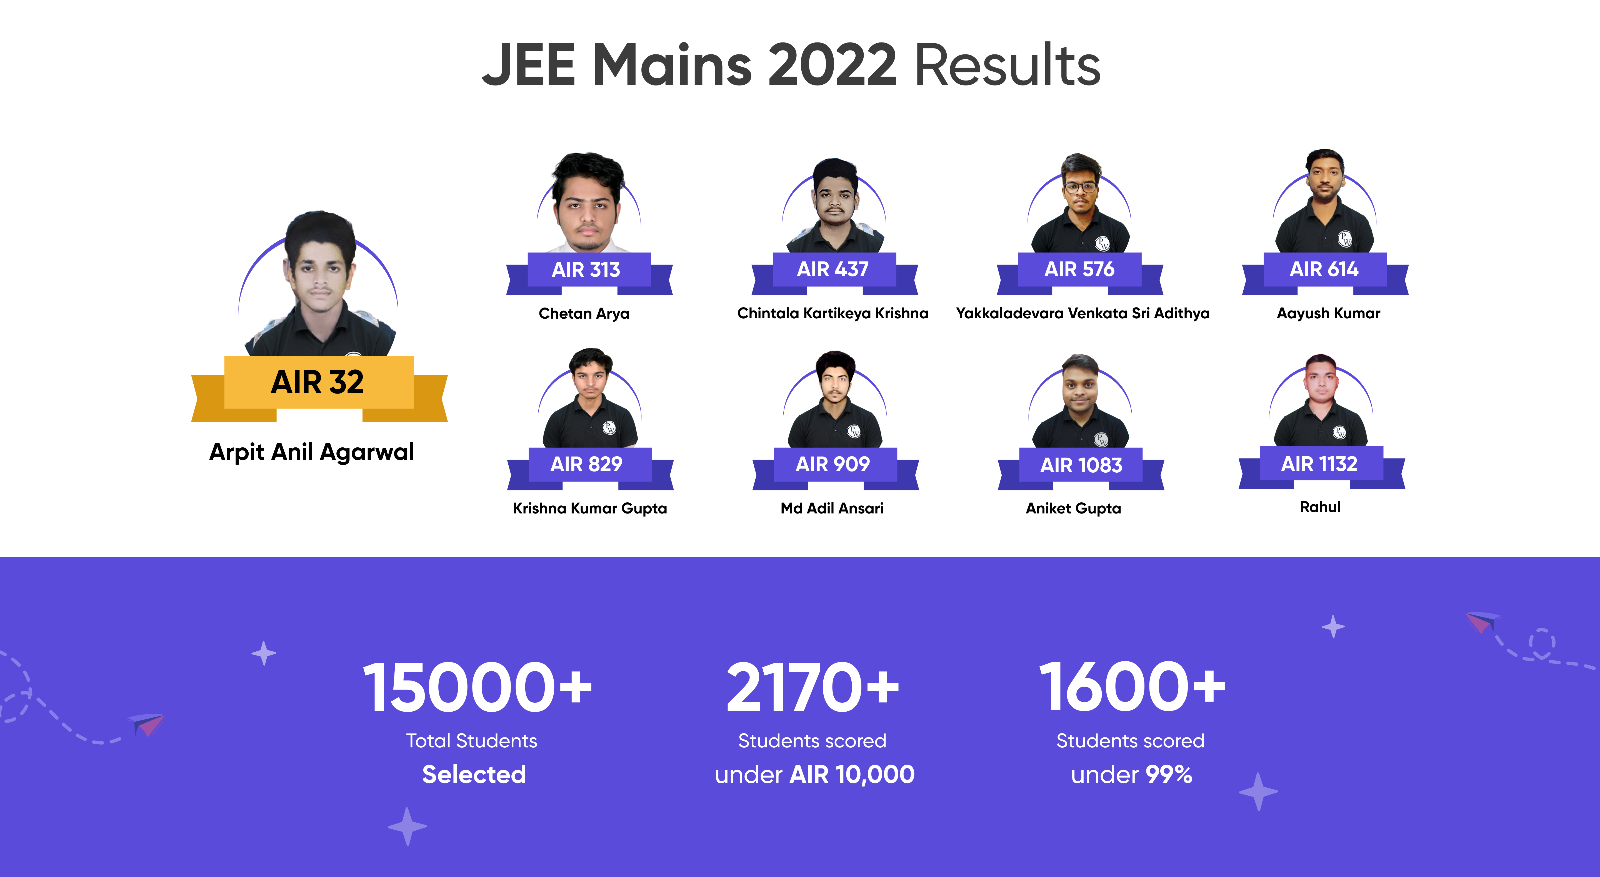 JEE Mains 2022 Results
AIR 32
Arpit Anil Agarwal
AIR 313
Chetan Arya
AIR 437
Chintala Kartikeya Krishna
AIR 576
Yakkaladevara Venkata Sri Adithya
AIR 614
Aayush Kumar
AIR 829
Krishna Kumar Gupta
AIR 909
Md Adil Ansari
AIR 1083
Aniket Gupta
AIR 1132
Rahul
15000+
Total Students
Selected
2170+
Students scored
under AIR 10,000
1600+
Students scored
under 99%